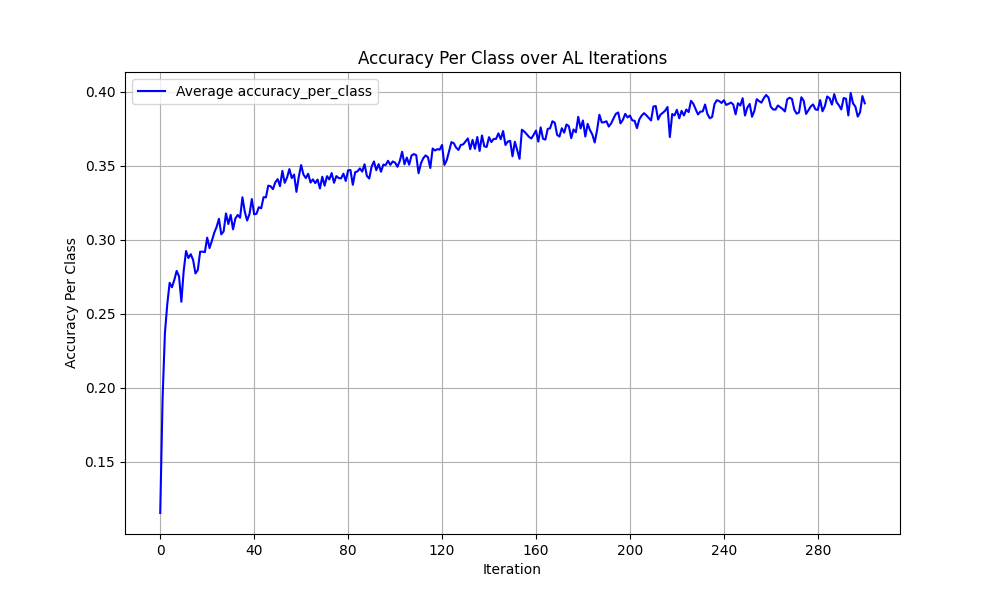 Accuracy Per Class over AL Iterations
Average accuracy_per_class
Accuracy Per Class
0.40
0.35
0.30
0.25
0.20
0.15
0 40 80 120 160 200 240 280
Iteration